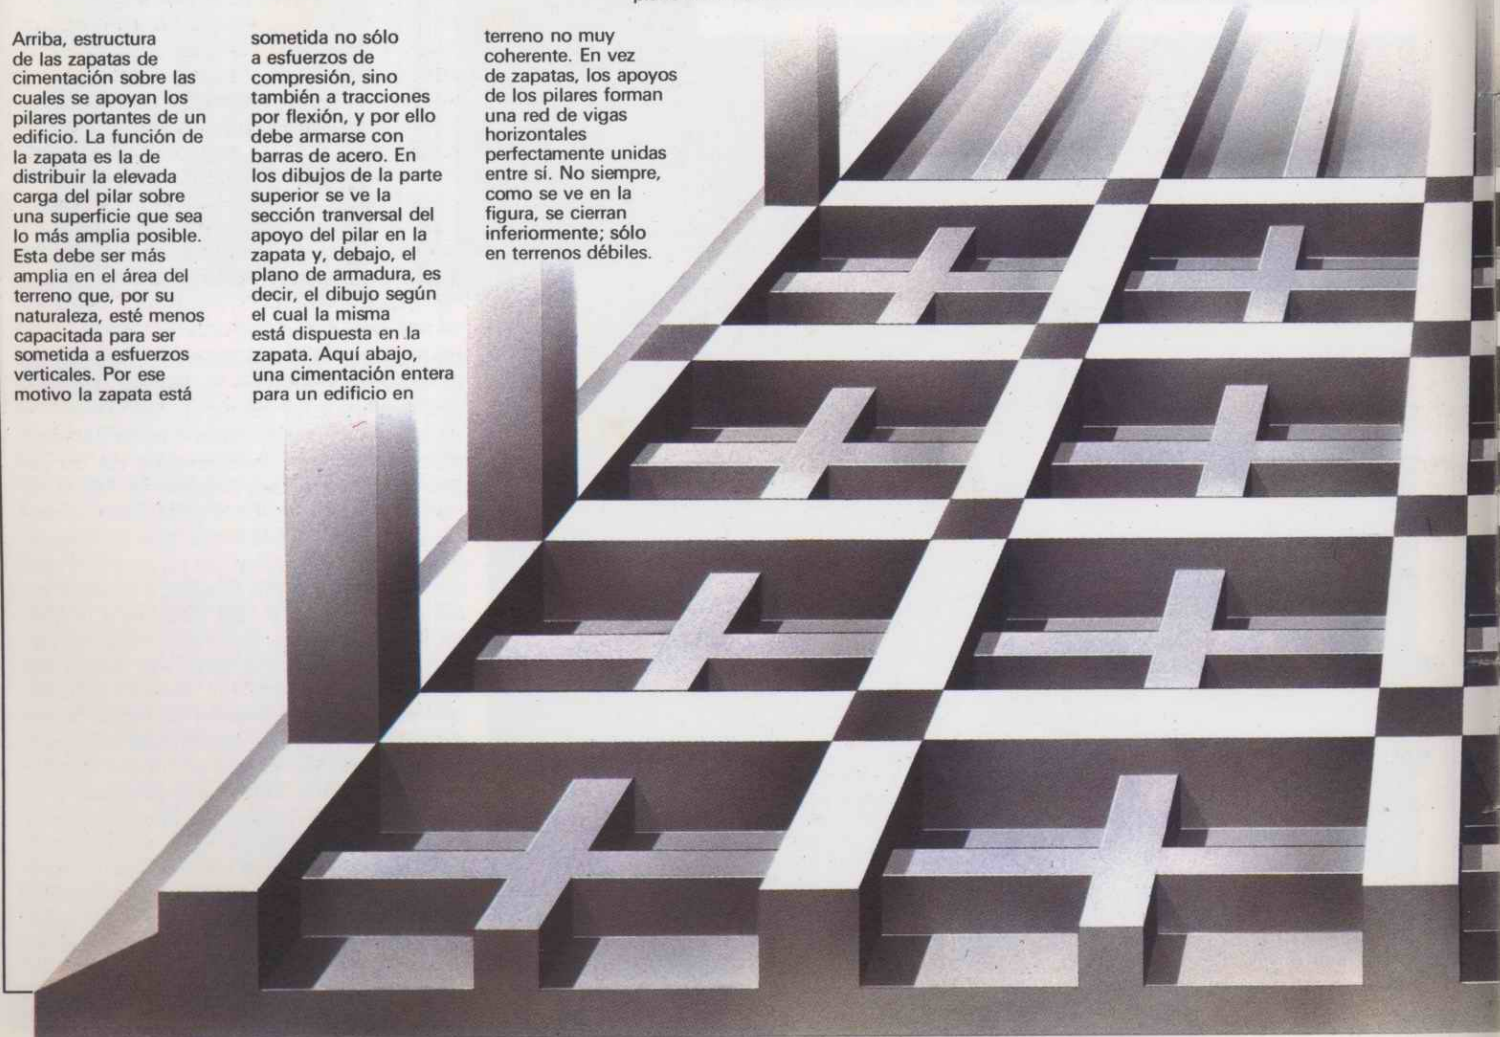 Arriba, estructura
de las zapatas de
cimentación sobre las
cuales se apoyan los
pilares portantes de un
edificio. La función de
la zapata es la de
distribuir la elevada
carga del pilar sobre
una superficie que sea
lo más amplia posible.
Esta debe ser más
amplia en el área del
terreno que, por su
naturaleza, esté menos
capacitada para ser
sometida a esfuerzos
verticales. Por ese
motivo la zapata está
sometida no sólo
a esfuerzos de
compresión, sino
también a tracciones
por flexión, y por ello
debe armarse con
barras de acero. En
los dibujos de la parte
superior se ve la
sección tranversal del
apoyo del pilar en la
zapata y, debajo, el
plano de armadura, es
decir, el dibujo según
el cual la misma
está dispuesta en la
zapata. Aquí abajo,
una cimentación entera
para un edificio en
terreno no muy
coherente. En vez
de zapatas, los apoyos
de los pilares forman
una red de vigas
horizontales
perfectamente unidas
entre sí. No siempre,
como se ve en la
figura, se cierran
inferiormente; sólo
en terrenos débiles.